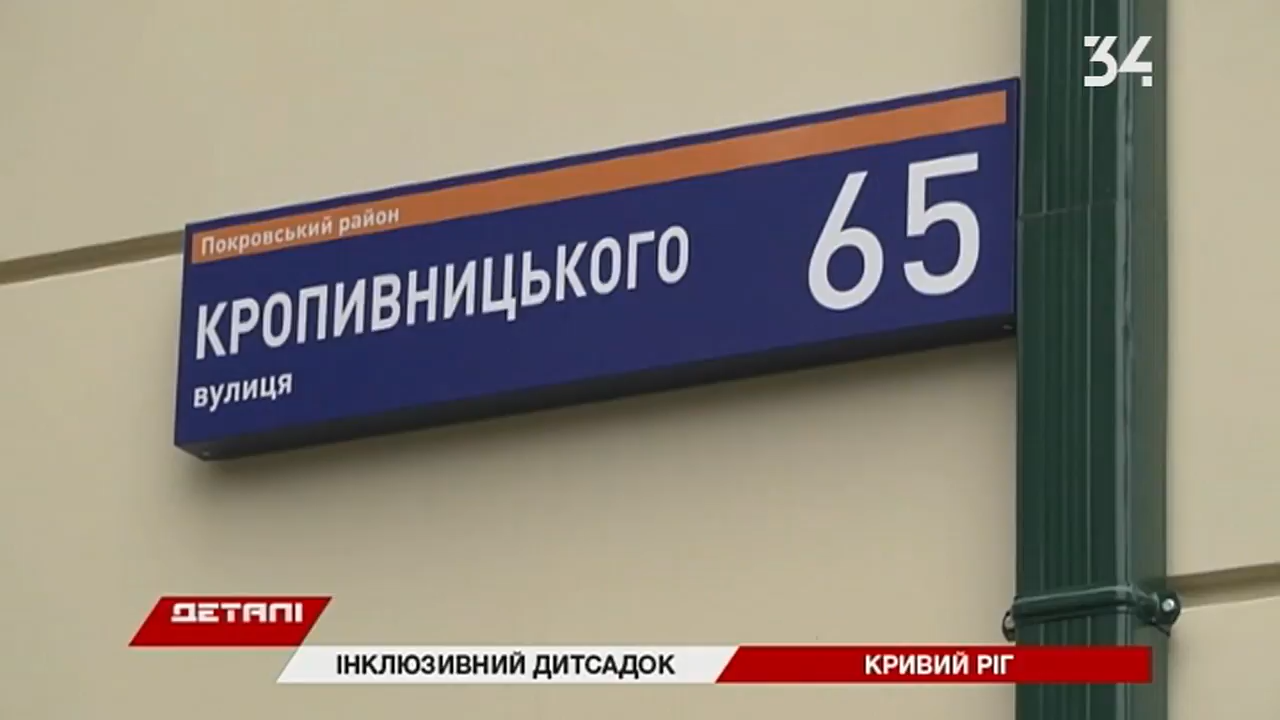 34
Покровський район
КРОПИВНИЦЬКОГО 65
вулиця
ДЕТАЛІ
ІНКЛЮЗИВНИЙ ДИТСАДОК
КРИВИЙ РІГ